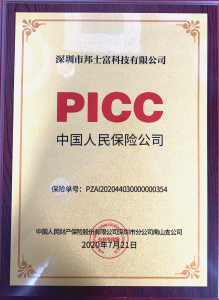 深圳市邦士富科技有限公司
PICC
中国人民保险公司
保险单号：PZAI202044030000000354
中国人民财产保险股份有限公司深圳市分公司南山支公司
2020年7月21日